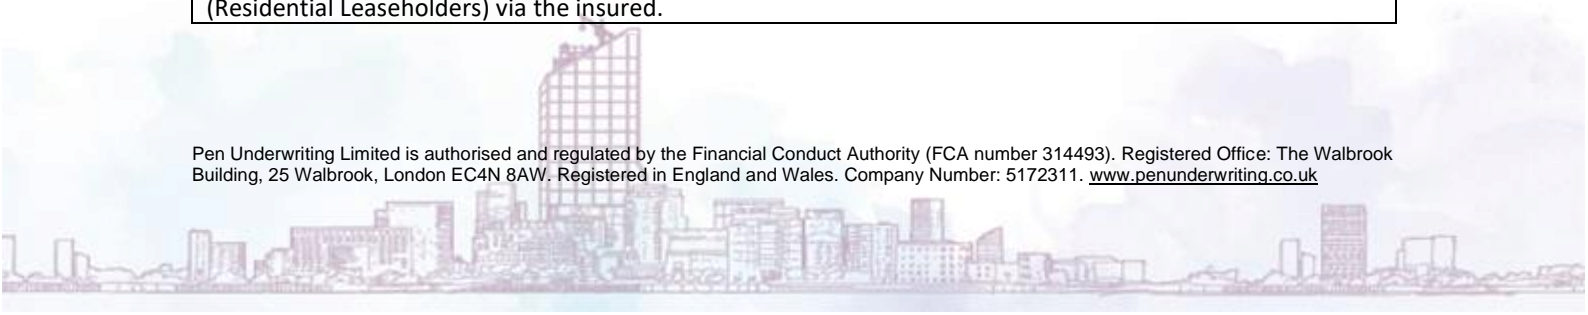 (Residential Leaseholders) via the insured.
Pen Underwriting Limited is authorised and regulated by the Financial Conduct Authority (FCA number 314493). Registered Office: The Walbrook
Building, 25 Walbrook, London EC4N 8AW. Registered in England and Wales. Company Number: 5172311. www.penunderwriting.co.uk